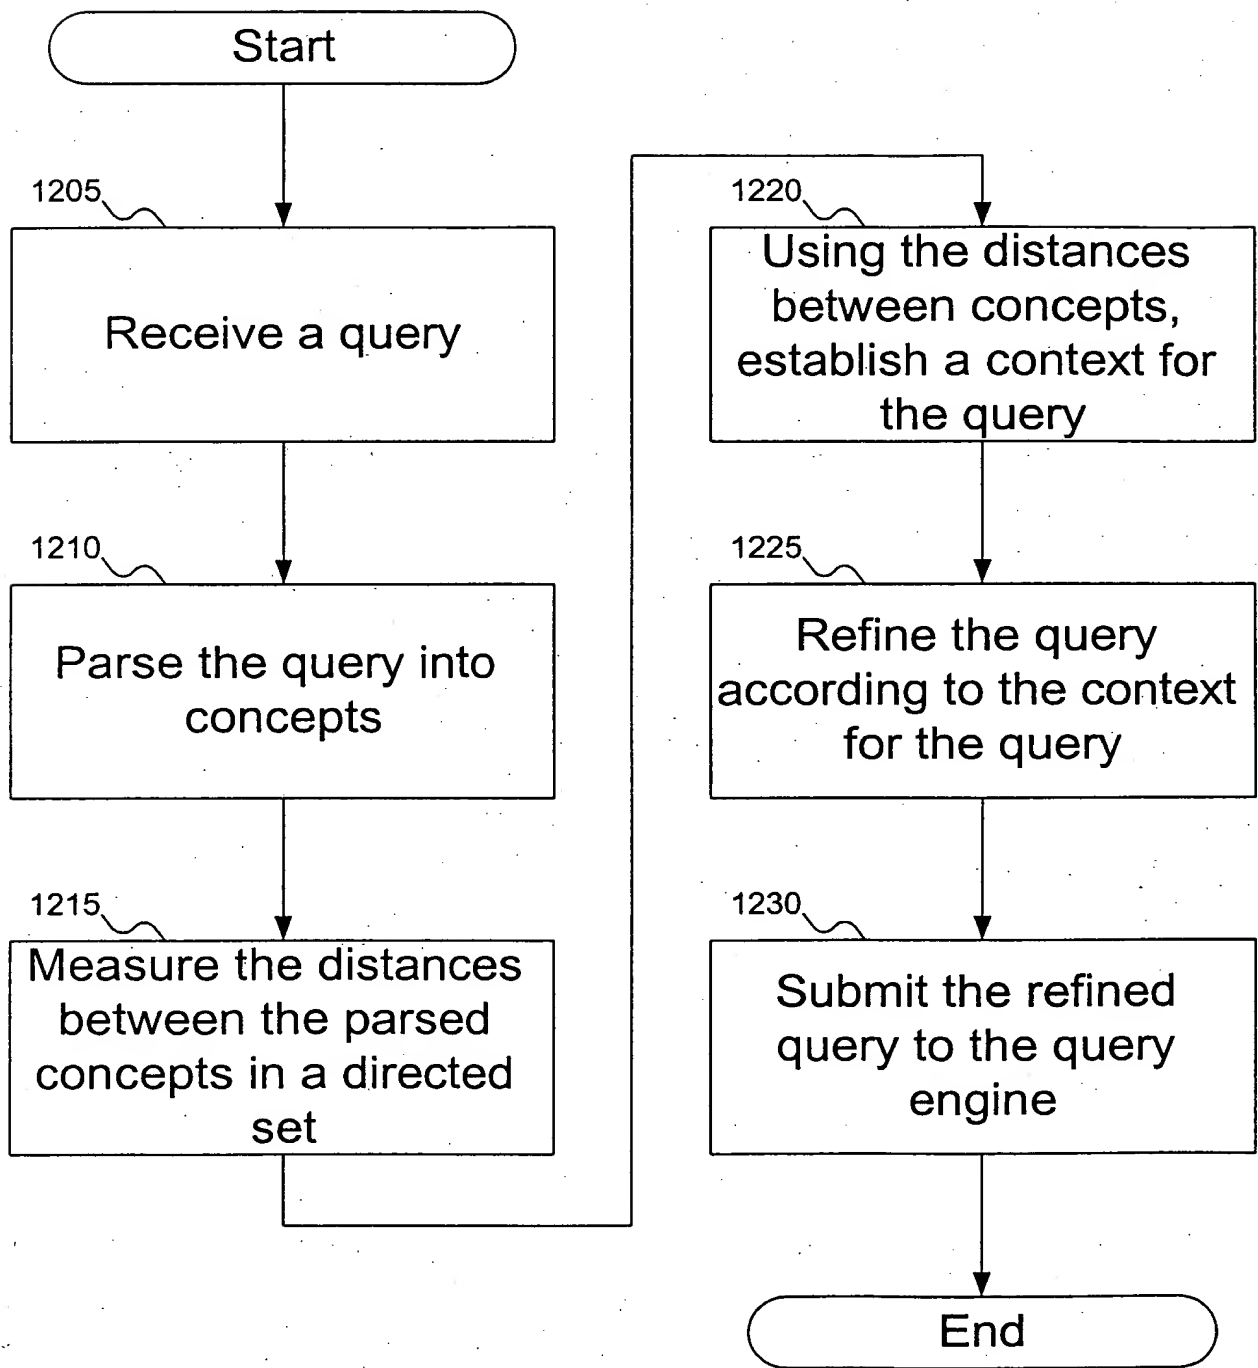 Start
1205
Receive a query
1210
Parse the query into
concepts
1215
Measure the distances
between the parsed
concepts in a directed
set
1220
Using the distances
between concepts,
establish a context for
the query
1225
Refine the query
according to the context
for the query
1230
Submit the refined
query to the query
engine
End